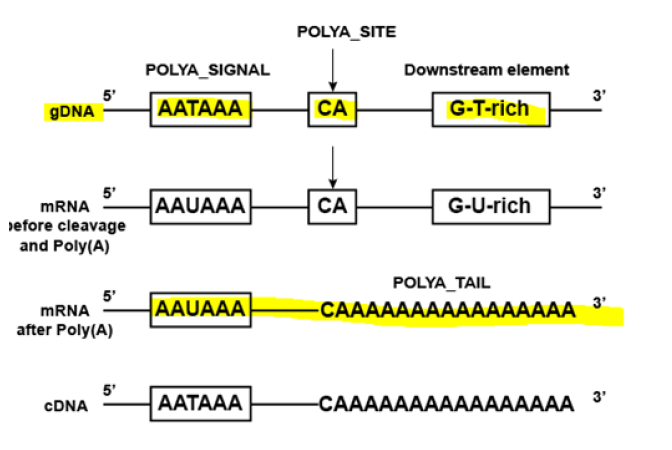 POLYA_SITE
POLYA_SIGNAL Downstream element
gDNA 5’ AATAAA CA G-T-rich 3’
mRNA 5’ AAUAAA CA G-U-rich 3’
before cleavage
and Poly(A)
POLYA_TAIL
mRNA 5’ AAUAAA CAAAAAAAAAAAAAAAA 3’
after Poly(A)
cDNA 5’ AATAAA CAAAAAAAAAAAAAAAA 3’